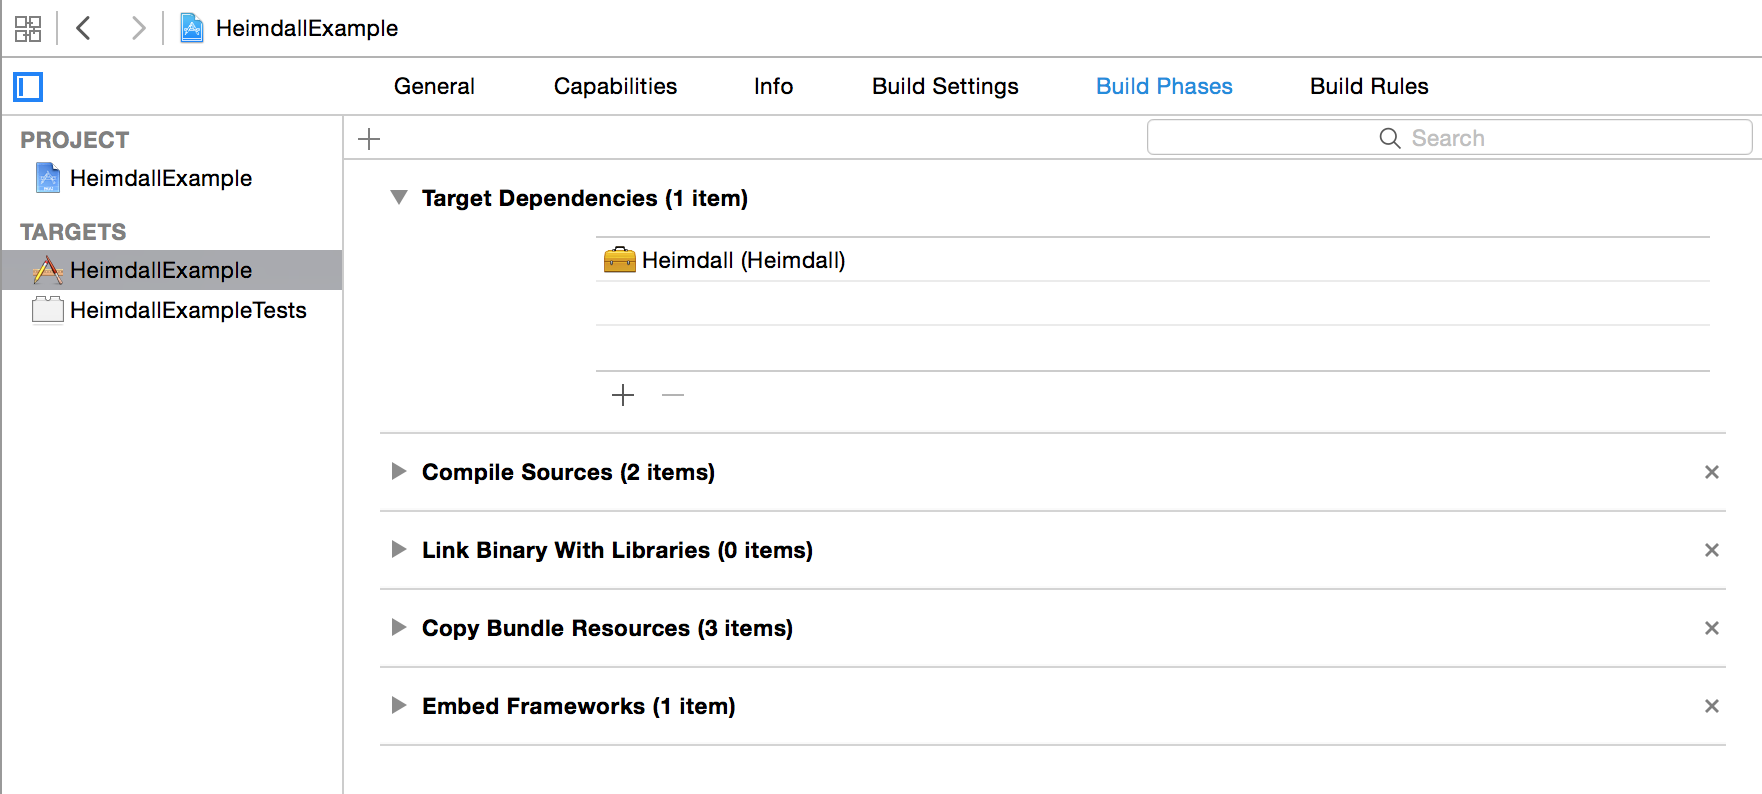 HeimdallExample
General Capabilities Info Build Settings Build Phases Build Rules
PROJECT
Search
HeimdallExample
TARGETS
HeimdallExample
HeimdallExampleTests
Target Dependencies (1 item)
Heimdall (Heimdall)
Compile Sources (2 items)
Link Binary With Libraries (0 items)
Copy Bundle Resources (3 items)
Embed Frameworks (1 item)